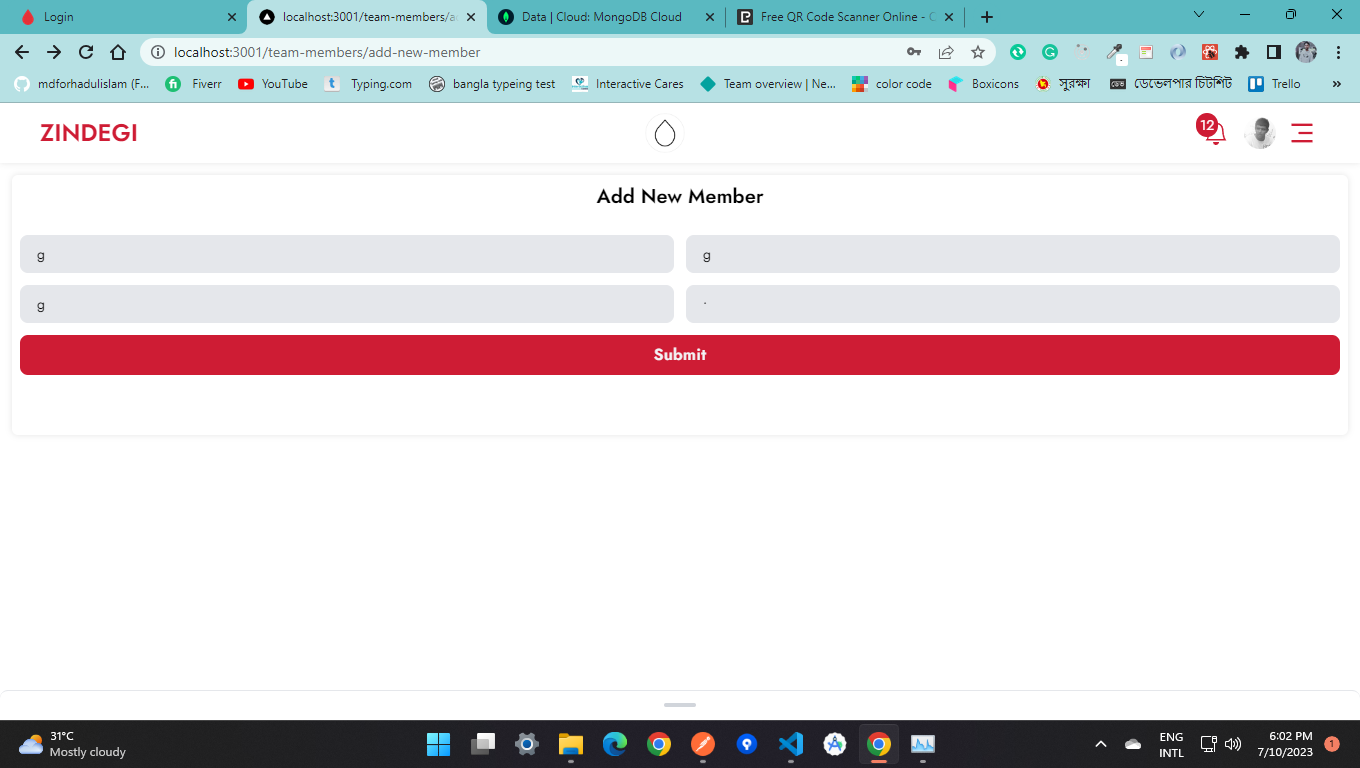 Login
localhost:3001/team-members/a
Data | Cloud: MongoDB Cloud
Free QR Code Scanner Online - C
localhost:3001/team-members/add-new-member
mdforhadulislam (F...
Fiverr
YouTube
Typing.com
bangla typeing test
Interactive Cares
Team overview | Ne...
color code
Boxicons
সুরক্ষা
ডেভেলপার চিটশিট
Trello
»
ZINDEGI
12
Add New Member
g
g
g
.
Submit
31°C
Mostly cloudy
ENG
INTL
6:02 PM
7/10/2023
1